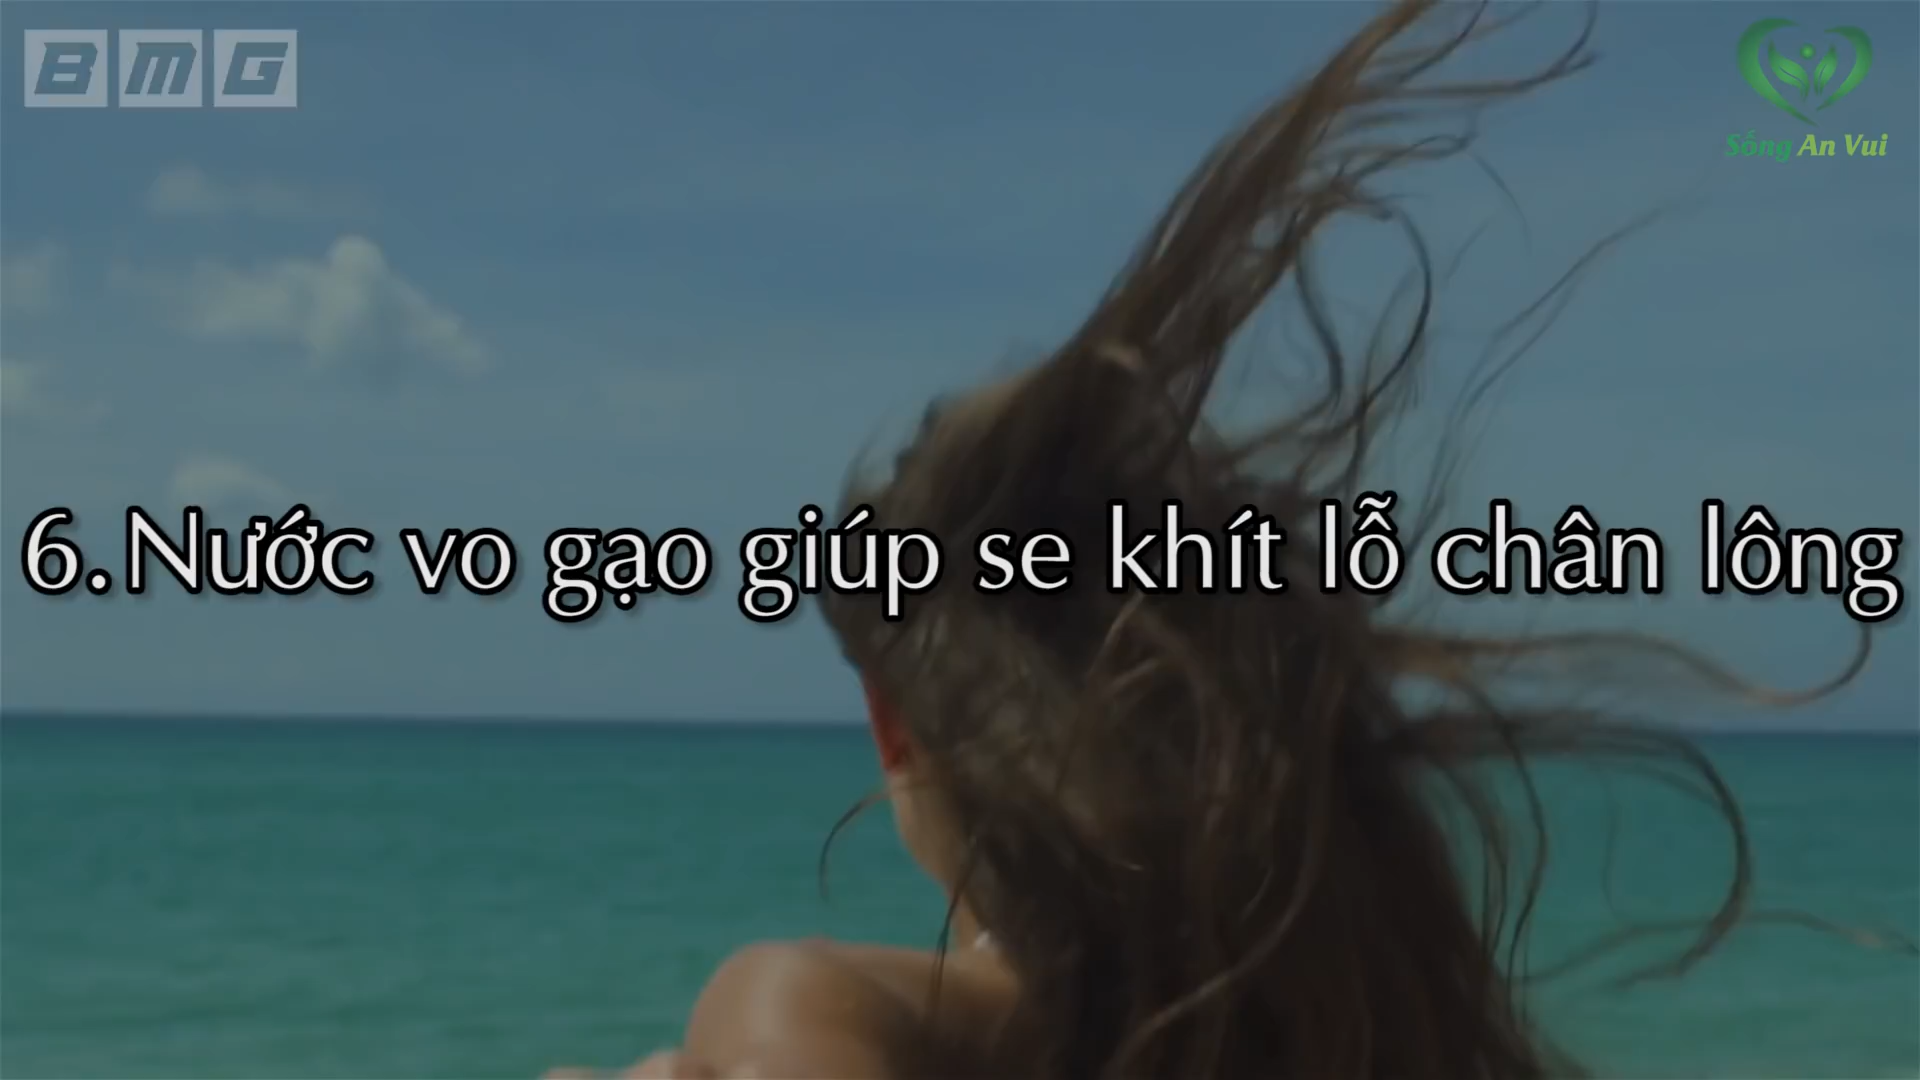 BMG
Sống An Vui
6.Nước vo gạo giúp se khít lỗ chân lông